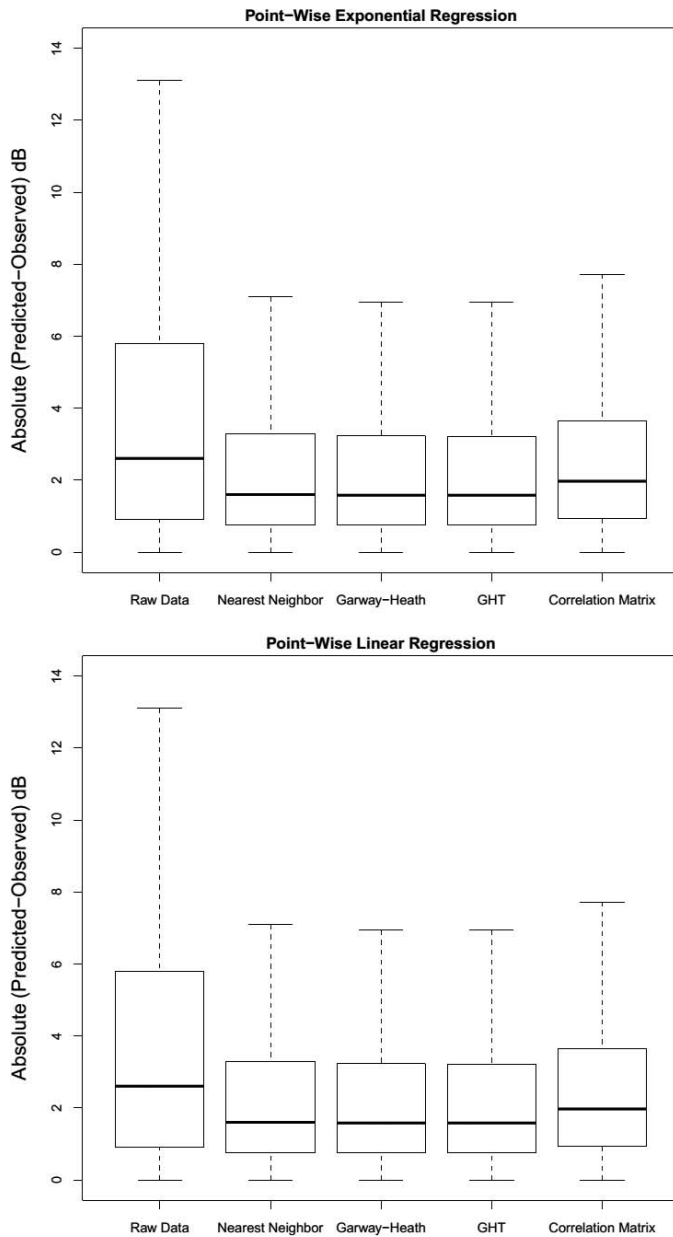 Point-Wise Exponential Regression
Absolute (Predicted-Observed) dB
14
12
10
8
6
4
2
0
Raw Data Nearest Neighbor Garway-Heath GHT Correlation Matrix
Point-Wise Linear Regression
Absolute (Predicted-Observed) dB
14
12
10
8
6
4
2
0
Raw Data Nearest Neighbor Garway-Heath GHT Correlation Matrix